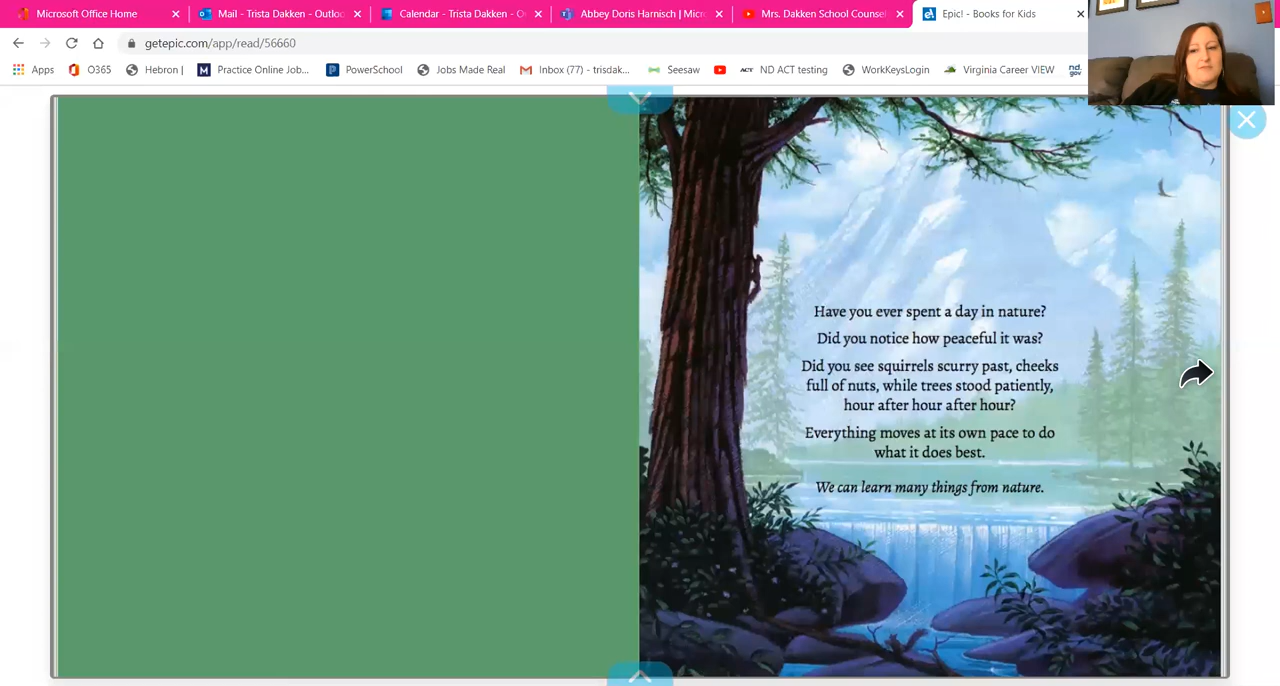 Microsoft Office Home
Mail - Trista Dakken - Outlo
Calendar - Trista Dakken - O
Abbey Doris Harnisch | Micr
Mrs. Dakken School Counsel
Epic! - Books for Kids
getepic.com/app/read/56660
Apps
O365
Hebron |
Practice Online Job...
PowerSchool
Jobs Made Real
Inbox (77) - trisdak...
Seesaw
ACT
ND ACT testing
WorkKeysLogin
Virginia Career VIEW
nd.gov
Have you ever spent a day in nature?
Did you notice how peaceful it was?
Did you see squirrels scurry past, cheeks
full of nuts, while trees stood patiently,
hour after hour after hour?
Everything moves at its own pace to do
what it does best.
We can learn many things from nature.